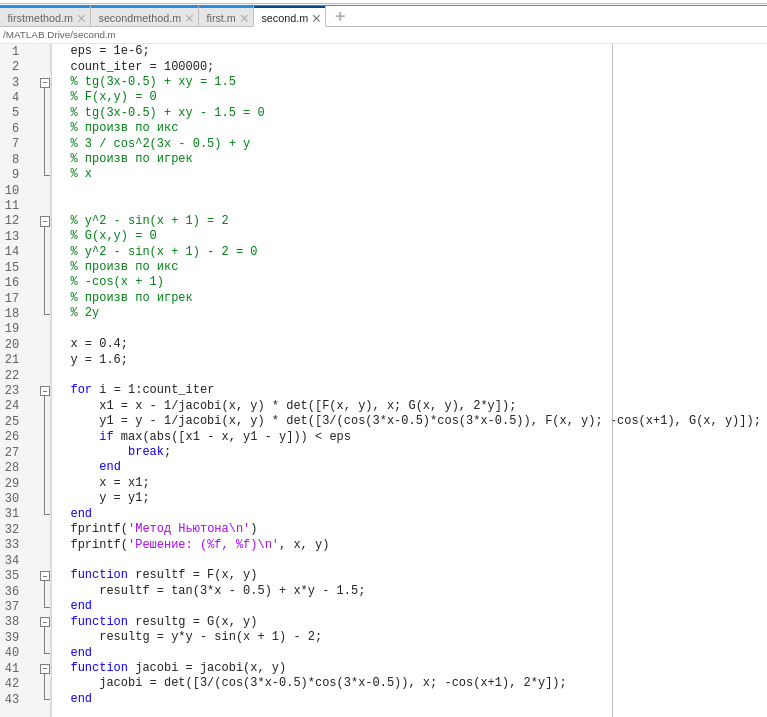 firstmethod.m × secondmethod.m × first.m × second.m × +
/MATLAB Drive/second.m
1 eps = 1e-6;
2 count_iter = 100000;
3 % tg(3x-0.5) + xy = 1.5
4 % F(x,y) = 0
5 % tg(3x-0.5) + xy - 1.5 = 0
6 % произв по икс
7 % 3 / cos^2(3x - 0.5) + y
8 % произв по игрек
9 % x
10
11
12 % y^2 - sin(x + 1) = 2
13 % G(x,y) = 0
14 % y^2 - sin(x + 1) - 2 = 0
15 % произв по икс
16 % -cos(x + 1)
17 % произв по игрек
18 % 2y
19
20 x = 0.4;
21 y = 1.6;
22
23 for i = 1:count_iter
24     x1 = x - 1/jacobi(x, y) * det([F(x, y), x; G(x, y), 2*y]);
25     y1 = y - 1/jacobi(x, y) * det([3/(cos(3*x-0.5)*cos(3*x-0.5)), F(x, y); -cos(x+1), G(x, y)]);
26     if max(abs([x1 - x, y1 - y])) < eps
27         break;
28     end
29     x = x1;
30     y = y1;
31 end
32 fprintf('Метод Ньютона\n')
33 fprintf('Решение: (%f, %f)\n', x, y)
34
35 function resultf = F(x, y)
36     resultf = tan(3*x - 0.5) + x*y - 1.5;
37 end
38 function resultg = G(x, y)
39     resultg = y*y - sin(x + 1) - 2;
40 end
41 function jacobi = jacobi(x, y)
42     jacobi = det([3/(cos(3*x-0.5)*cos(3*x-0.5)), x; -cos(x+1), 2*y]);
43 end